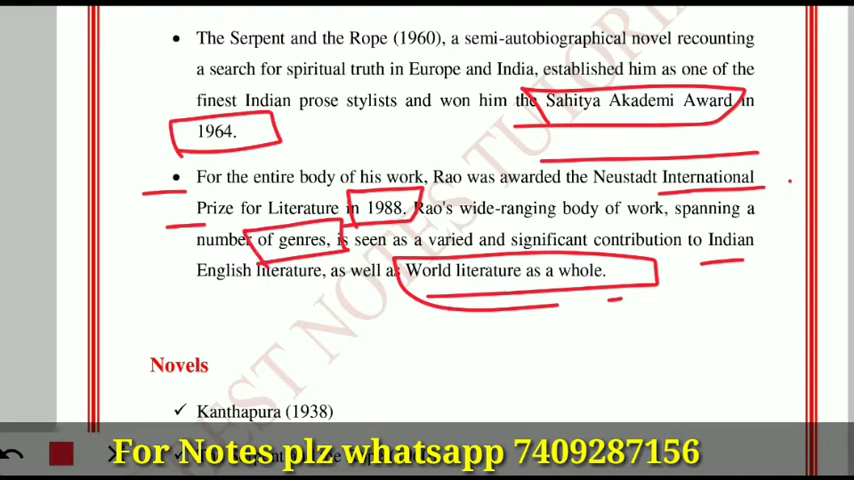 The Serpent and the Rope (1960), a semi-autobiographical novel recounting
a search for spiritual truth in Europe and India, established him as one of the
finest Indian prose stylists and won him the Sahitya Akademi Award in
1964.
For the entire body of his work, Rao was awarded the Neustadt International
Prize for Literature in 1988. Rao's wide-ranging body of work, spanning a
number of genres, is seen as a varied and significant contribution to Indian
English literature, as well as World literature as a whole.
Novels
✓ Kanthapura (1938)
For Notes plz whatsapp 7409287156